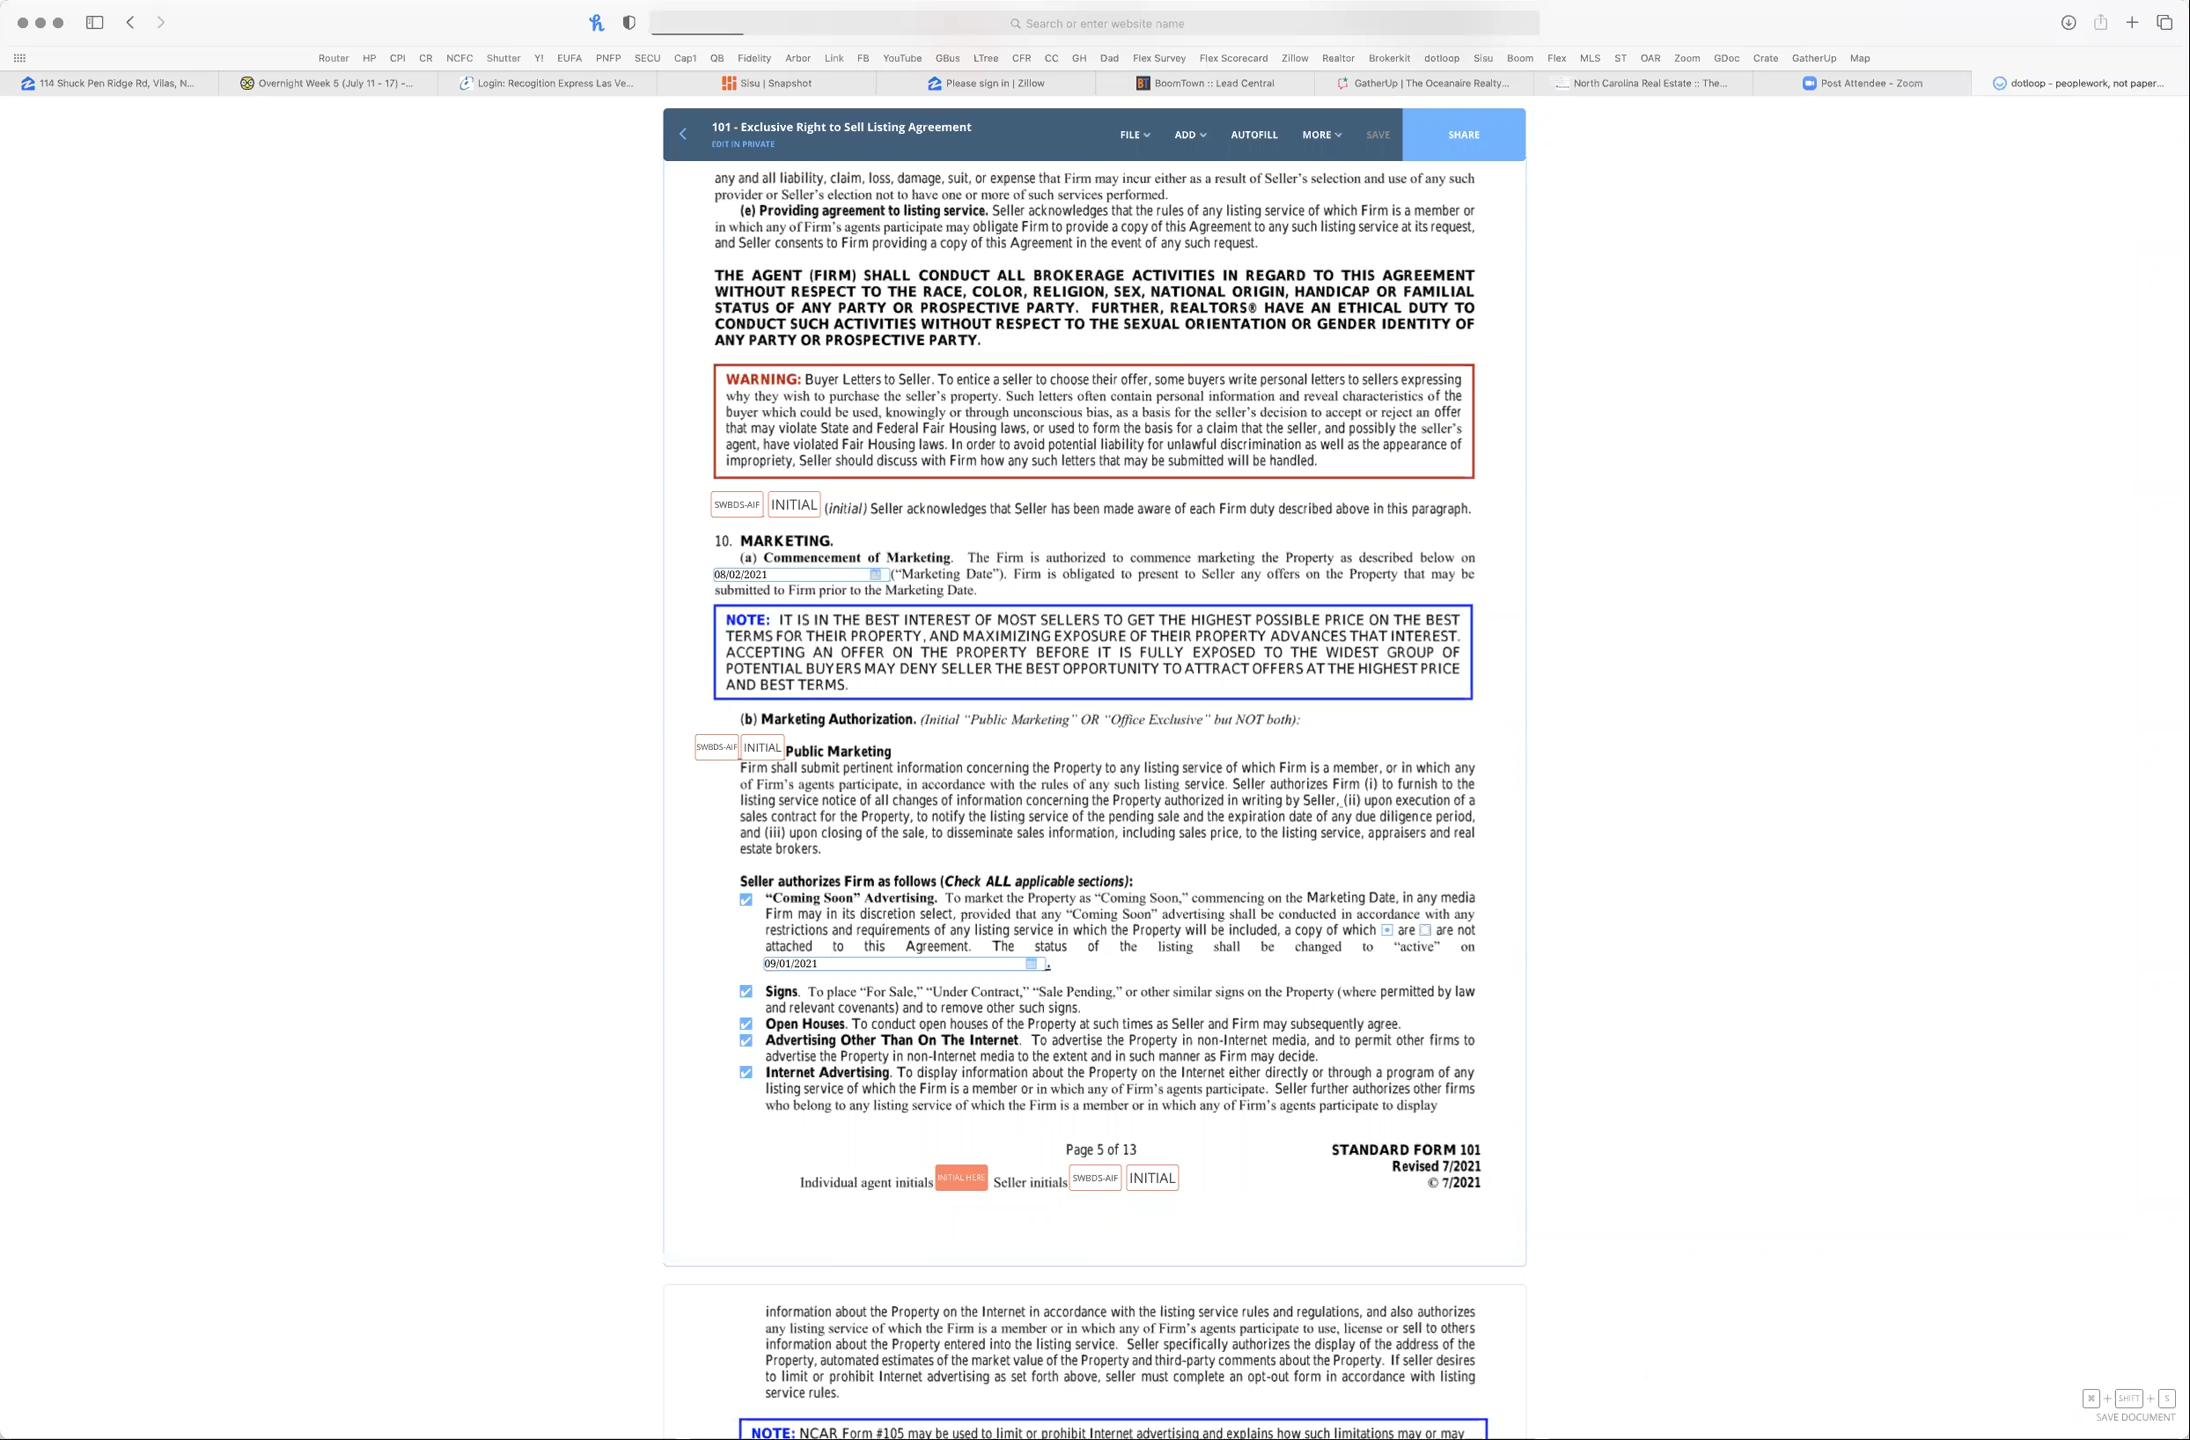 Search or enter website name
Router HP CPI CR NCFC Shutter Y! EUFA PNFP SECU Cap1 QB Fidelity Arbor Link FB YouTube GBus LTree CFR CC GH Dad Flex Survey Flex Scorecard Zillow Realtor Brokerkit dotloop Sisu Boom Flex MLS ST OAR Zoom GDoc Crate GatherUp Map
114 Shuck Pen Ridge Rd, Vilas, N... Overnight Week 5 (July 11 - 17) -... Login: Recogition Express Las Ve... Sisu | Snapshot Please sign in | Zillow BoomTown :: Lead Central GatherUp | The Oceanaire Realty... North Carolina Real Estate :: The... Post Attendee - Zoom dotloop - peoplework, not paper...
101 - Exclusive Right to Sell Listing Agreement
EDIT IN PRIVATE
FILE ADD AUTOFILL MORE SAVE SHARE
any and all liability, claim, loss, damage, suit, or expense that Firm may incur either as a result of Seller's selection and use of any such
provider or Seller's election not to have one or more of such services performed.
(e) Providing agreement to listing service. Seller acknowledges that the rules of any listing service of which Firm is a member or
in which any of Firm's agents participate may obligate Firm to provide a copy of this Agreement to any such listing service at its request,
and Seller consents to Firm providing a copy of this Agreement in the event of any such request.
THE AGENT (FIRM) SHALL CONDUCT ALL BROKERAGE ACTIVITIES IN REGARD TO THIS AGREEMENT
WITHOUT RESPECT TO THE RACE, COLOR, RELIGION, SEX, NATIONAL ORIGIN, HANDICAP OR FAMILIAL
STATUS OF ANY PARTY OR PROSPECTIVE PARTY. FURTHER, REALTORS® HAVE AN ETHICAL DUTY TO
CONDUCT SUCH ACTIVITIES WITHOUT RESPECT TO THE SEXUAL ORIENTATION OR GENDER IDENTITY OF
ANY PARTY OR PROSPECTIVE PARTY.
WARNING: Buyer Letters to Seller. To entice a seller to choose their offer, some buyers write personal letters to sellers expressing
why they wish to purchase the seller's property. Such letters often contain personal information and reveal characteristics of the
buyer which could be used, knowingly or through unconscious bias, as a basis for the seller's decision to accept or reject an offer
that may violate State and Federal Fair Housing laws, or used to form the basis for a claim that the seller, and possibly the seller's
agent, have violated Fair Housing laws. In order to avoid potential liability for unlawful discrimination as well as the appearance of
impropriety, Seller should discuss with Firm how any such letters that may be submitted will be handled.
SWBDS-AIF INITIAL (initial) Seller acknowledges that Seller has been made aware of each Firm duty described above in this paragraph.
10. MARKETING.
(a) Commencement of Marketing. The Firm is authorized to commence marketing the Property as described below on
08/02/2021 ("Marketing Date"). Firm is obligated to present to Seller any offers on the Property that may be
submitted to Firm prior to the Marketing Date.
NOTE: IT IS IN THE BEST INTEREST OF MOST SELLERS TO GET THE HIGHEST POSSIBLE PRICE ON THE BEST
TERMS FOR THEIR PROPERTY, AND MAXIMIZING EXPOSURE OF THEIR PROPERTY ADVANCES THAT INTEREST.
ACCEPTING AN OFFER ON THE PROPERTY BEFORE IT IS FULLY EXPOSED TO THE WIDEST GROUP OF
POTENTIAL BUYERS MAY DENY SELLER THE BEST OPPORTUNITY TO ATTRACT OFFERS AT THE HIGHEST PRICE
AND BEST TERMS.
(b) Marketing Authorization. (Initial "Public Marketing" OR "Office Exclusive" but NOT both):
SWBDS-AIF INITIAL Public Marketing
Firm shall submit pertinent information concerning the Property to any listing service of which Firm is a member, or in which any
of Firm's agents participate, in accordance with the rules of any such listing service. Seller authorizes Firm (i) to furnish to the
listing service notice of all changes of information concerning the Property authorized in writing by Seller, (ii) upon execution of a
sales contract for the Property, to notify the listing service of the pending sale and the expiration date of any due diligence period,
and (iii) upon closing of the sale, to disseminate sales information, including sales price, to the listing service, appraisers and real
estate brokers.
Seller authorizes Firm as follows (Check ALL applicable sections):
"Coming Soon" Advertising. To market the Property as "Coming Soon," commencing on the Marketing Date, in any media
Firm may in its discretion select, provided that any "Coming Soon" advertising shall be conducted in accordance with any
restrictions and requirements of any listing service in which the Property will be included, a copy of which are are not
attached to this Agreement. The status of the listing shall be changed to "active" on
09/01/2021 .
Signs. To place "For Sale," "Under Contract," "Sale Pending," or other similar signs on the Property (where permitted by law
and relevant covenants) and to remove other such signs.
Open Houses. To conduct open houses of the Property at such times as Seller and Firm may subsequently agree.
Advertising Other Than On The Internet. To advertise the Property in non-Internet media, and to permit other firms to
advertise the Property in non-Internet media to the extent and in such manner as Firm may decide.
Internet Advertising. To display information about the Property on the Internet either directly or through a program of any
listing service of which the Firm is a member or in which any of Firm's agents participate. Seller further authorizes other firms
who belong to any listing service of which the Firm is a member or in which any of Firm's agents participate to display
Page 5 of 13
STANDARD FORM 101
Revised 7/2021
© 7/2021
Individual agent initials INITIAL HERE Seller initials SWBDS-AIF INITIAL
information about the Property on the Internet in accordance with the listing service rules and regulations, and also authorizes
any listing service of which the Firm is a member or in which any of Firm's agents participate to use, license or sell to others
information about the Property entered into the listing service. Seller specifically authorizes the display of the address of the
Property, automated estimates of the market value of the Property and third-party comments about the Property. If seller desires
to limit or prohibit Internet advertising as set forth above, seller must complete an opt-out form in accordance with listing
service rules.
NOTE: NCAR Form #105 may be used to limit or prohibit Internet advertising and explains how such limitations may or may
⌘ + SHIFT + S
SAVE DOCUMENT